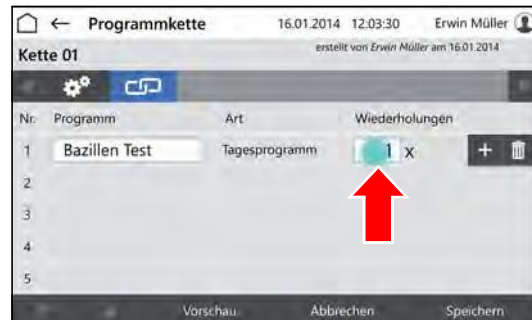 Programmkette 16.01.2014 12:03:30 Erwin Müller
Kette 01 erstellt von Erwin Müller am 16.01.2014
Nr. Programm Art Wiederholungen
1 Bazillen Test Tagesprogramm 1 x +
2
3
4
5
Vorschau Abbrechen Speichern